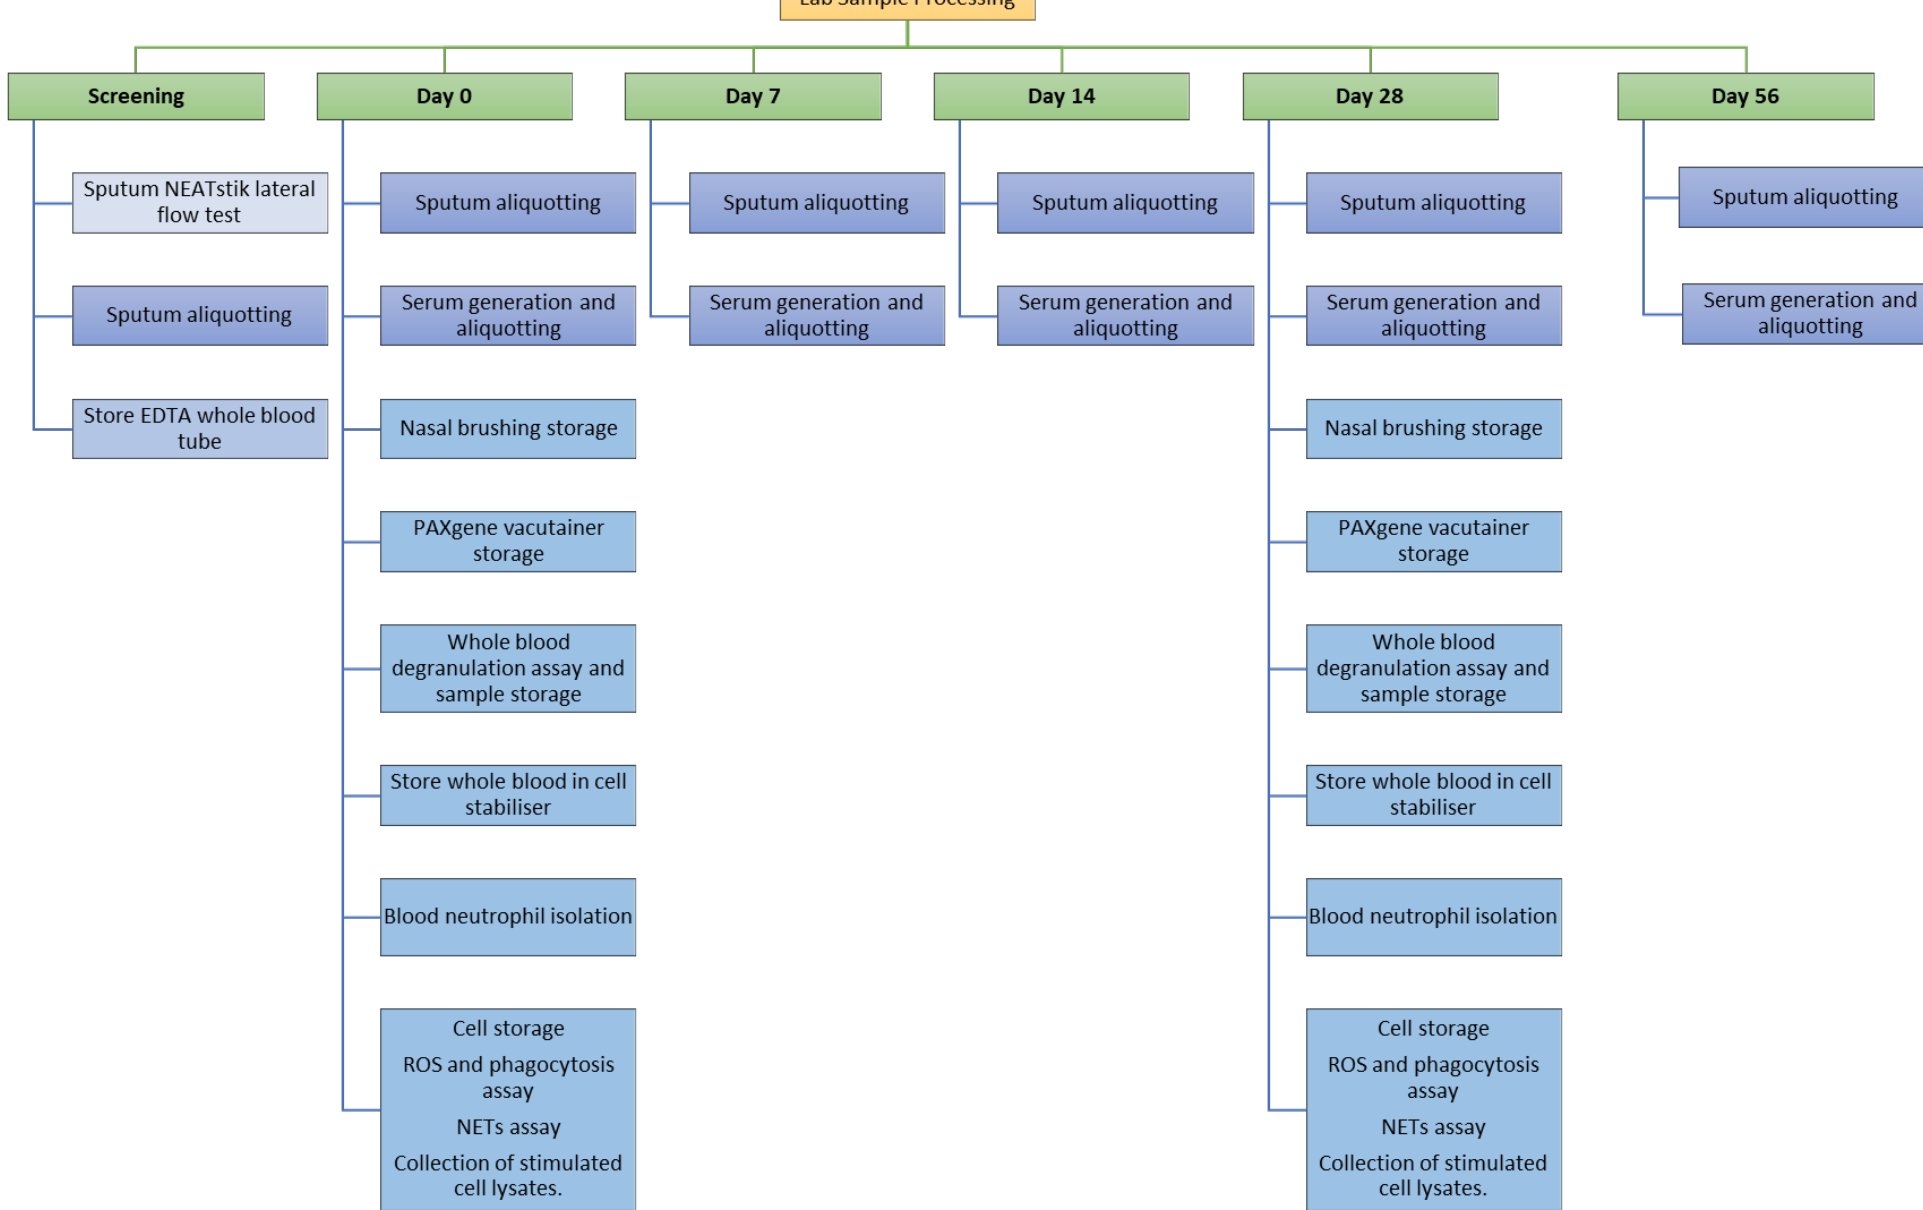 Lab Sample Processing
Screening
Sputum NEATstik lateral
flow test
Sputum aliquotting
Store EDTA whole blood
tube
Day 0
Sputum aliquotting
Serum generation and
aliquotting
Nasal brushing storage
PAXgene vacutainer
storage
Whole blood
degranulation assay and
sample storage
Store whole blood in cell
stabiliser
Blood neutrophil isolation
Cell storage
ROS and phagocytosis
assay
NETs assay
Collection of stimulated
cell lysates.
Day 7
Sputum aliquotting
Serum generation and
aliquotting
Day 14
Sputum aliquotting
Serum generation and
aliquotting
Day 28
Sputum aliquotting
Serum generation and
aliquotting
Nasal brushing storage
PAXgene vacutainer
storage
Whole blood
degranulation assay and
sample storage
Store whole blood in cell
stabiliser
Blood neutrophil isolation
Cell storage
ROS and phagocytosis
assay
NETs assay
Collection of stimulated
cell lysates.
Day 56
Sputum aliquotting
Serum generation and
aliquotting